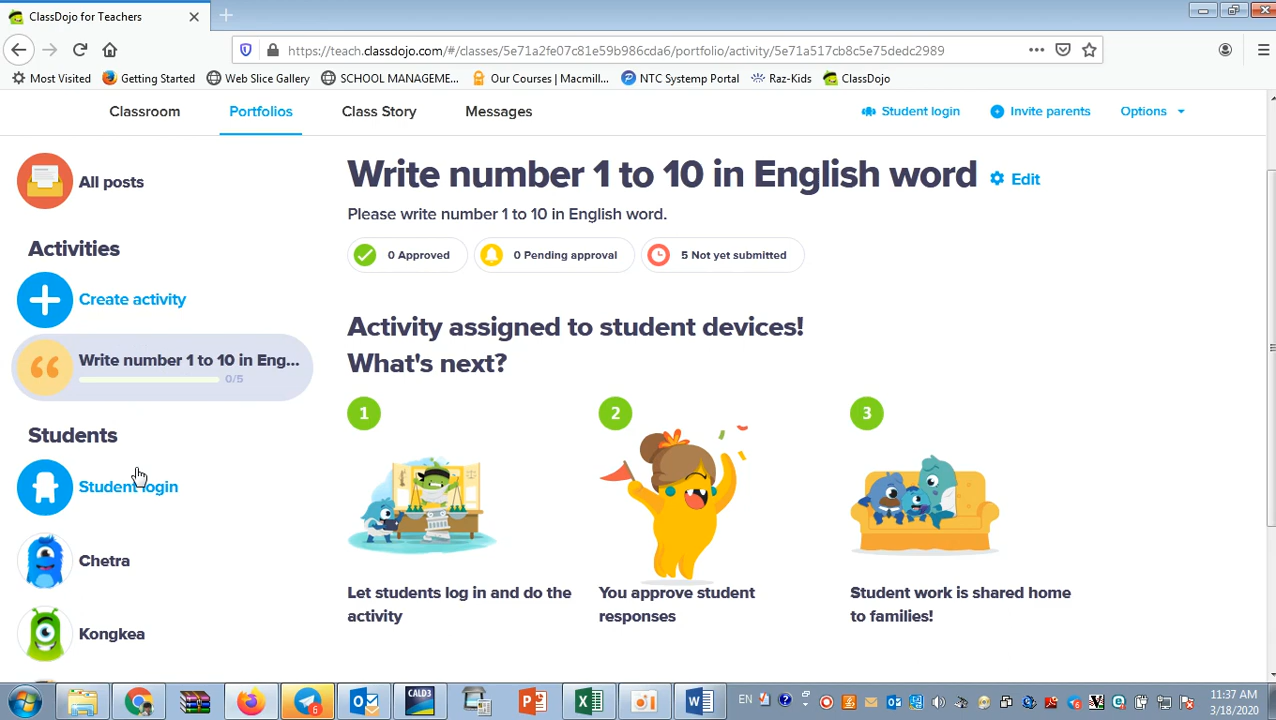 ClassDojo for Teachers
https://teach.classdojo.com/#/classes/5e71a2fe07c81e59b986cda6/portfolio/activity/5e71a517cb8c5e75dedc2989
Most Visited Getting Started Web Slice Gallery SCHOOL MANAGEME... Our Courses | Macmill... NTC Systemp Portal Raz-Kids ClassDojo
Classroom Portfolios Class Story Messages Student login Invite parents Options
All posts
Activities
Create activity
Write number 1 to 10 in Eng...
0/5
Students
Student login
Chetra
Kongkea
Write number 1 to 10 in English word Edit
Please write number 1 to 10 in English word.
0 Approved 0 Pending approval 5 Not yet submitted
Activity assigned to student devices!
What's next?
1 2 3
Let students log in and do the activity
You approve student responses
Student work is shared home to families!
CALD3
6
EN
11:37 AM
3/18/2020